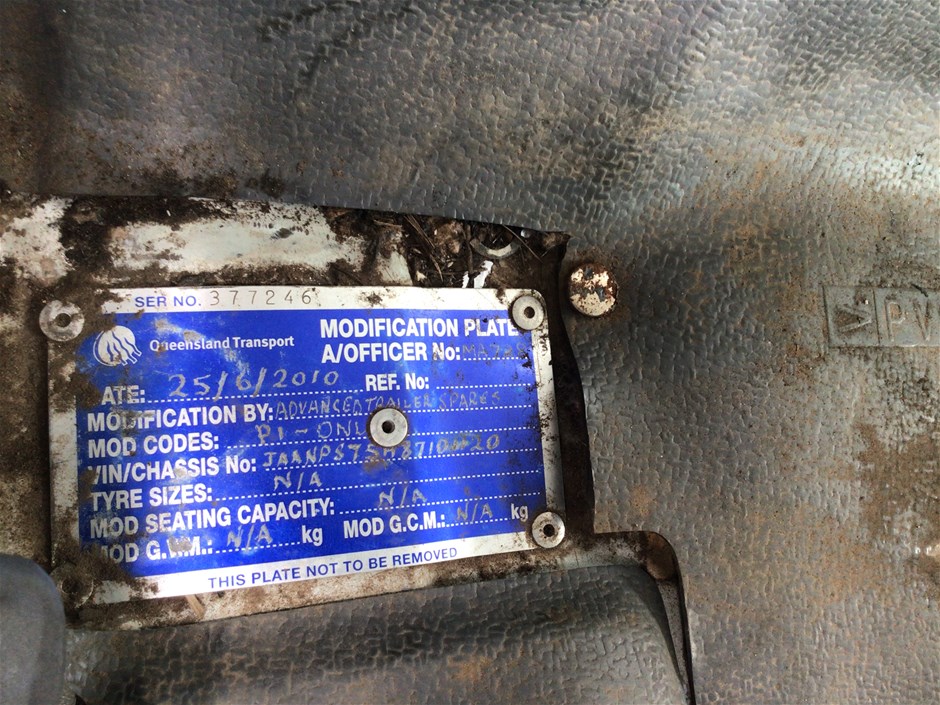 SER NO. 377246
Queensland Transport
MODIFICATION PLATE
A/OFFICER No:
ATE: 25/6/2010 REF. No:
MODIFICATION BY: ADVANCED TRAILER SPARES
MOD CODES: P1-ONL
VIN/CHASSIS No:
TYRE SIZES: N/A
MOD SEATING CAPACITY: N/A
MOD G.V.M.: N/A kg MOD G.C.M.: N/A kg
THIS PLATE NOT TO BE REMOVED